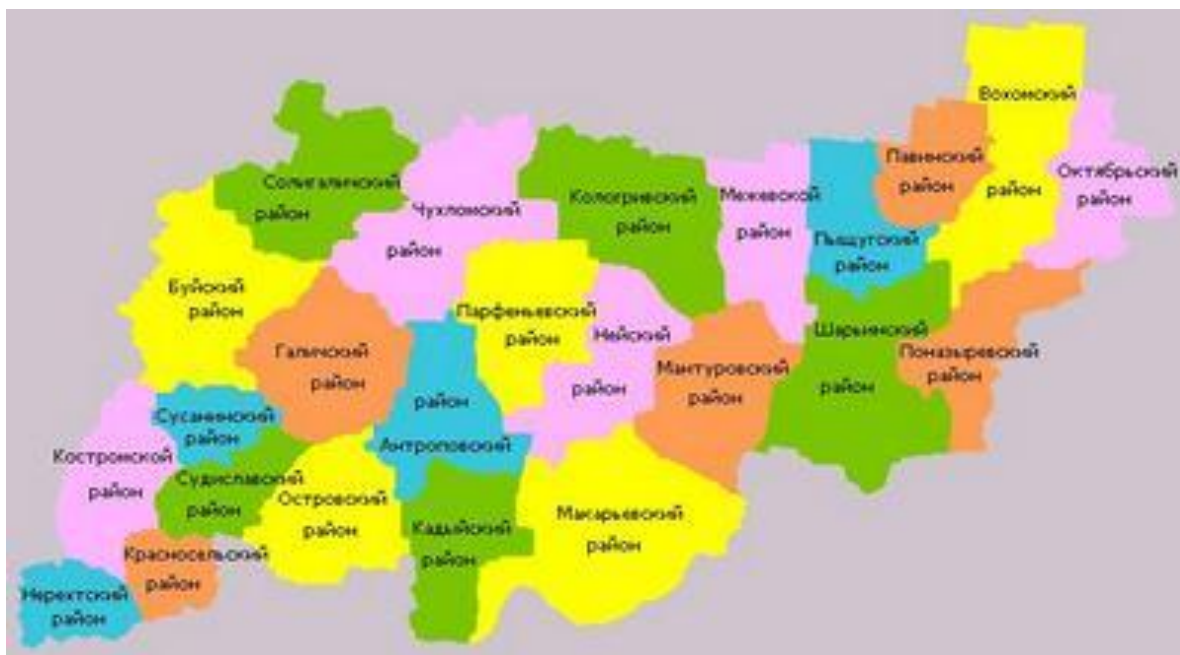 Вохомский
район
Павинский
район
Октябрьский
район
Солигаличский
район
Чухломский
район
Кологривский
район
Межевской
район
Пыщугский
район
Буйский
район
Галичский
район
Парфеньевский
район
Нейский
район
Мантуровский
район
Шарьинский
район
Поназыревский
район
район
Антроповский
Сусанинский
район
Костромской
район
Судиславский
район
Островский
район
Кадыйский
район
Макарьевский
район
Красносельский
район
Нерехтский
район